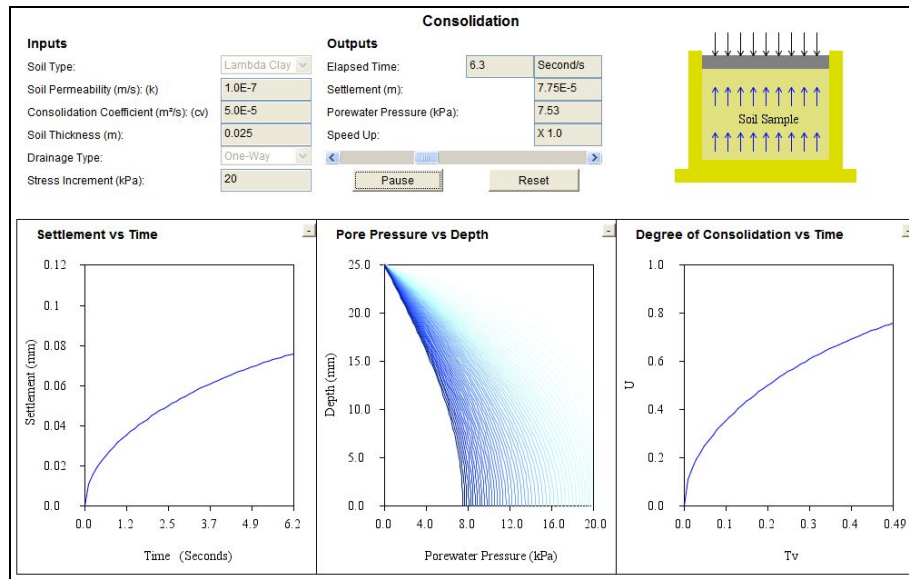 Consolidation
Inputs
Soil Type: Lambda Clay
Soil Permeability (m/s): (k) 1.0E-7
Consolidation Coefficient (m²/s): (cv) 5.0E-5
Soil Thickness (m): 0.025
Drainage Type: One-Way
Stress Increment (kPa): 20
Outputs
Elapsed Time: 6.3 Second/s
Settlement (m): 7.75E-5
Porewater Pressure (kPa): 7.53
Speed Up: X 1.0
Pause Reset
Soil Sample
Settlement vs Time -
0.12
0.1
0.08
0.06
0.04
0.02
0.0
Settlement (mm)
0.0 1.2 2.5 3.7 4.9 6.2
Time (Seconds)
Pore Pressure vs Depth -
25.0
20.0
15.0
10.0
5.0
0.0
Depth (mm)
0.0 4.0 8.0 12.0 16.0 20.0
Porewater Pressure (kPa)
Degree of Consolidation vs Time -
1.0
0.8
0.6
0.4
0.2
0.0
U
0.0 0.1 0.2 0.3 0.4 0.49
Tv